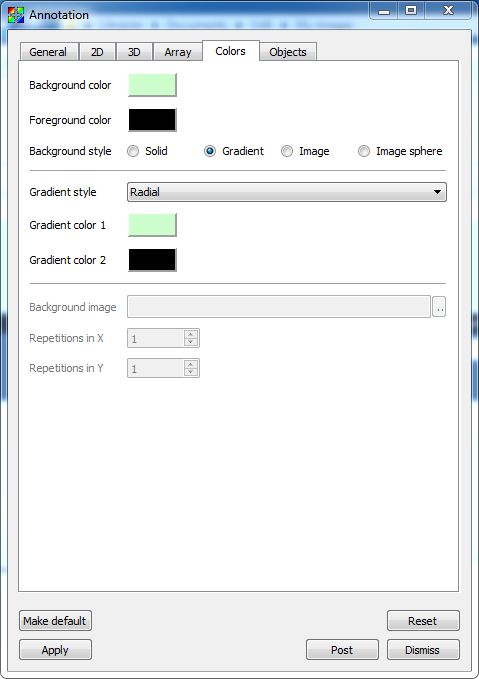 Annotation
General 2D 3D Array Colors Objects
Background color
Foreground color
Background style Solid Gradient Image Image sphere
Gradient style Radial
Gradient color 1
Gradient color 2
Background image ..
Repetitions in X 1
Repetitions in Y 1
Make default Reset
Apply Post Dismiss